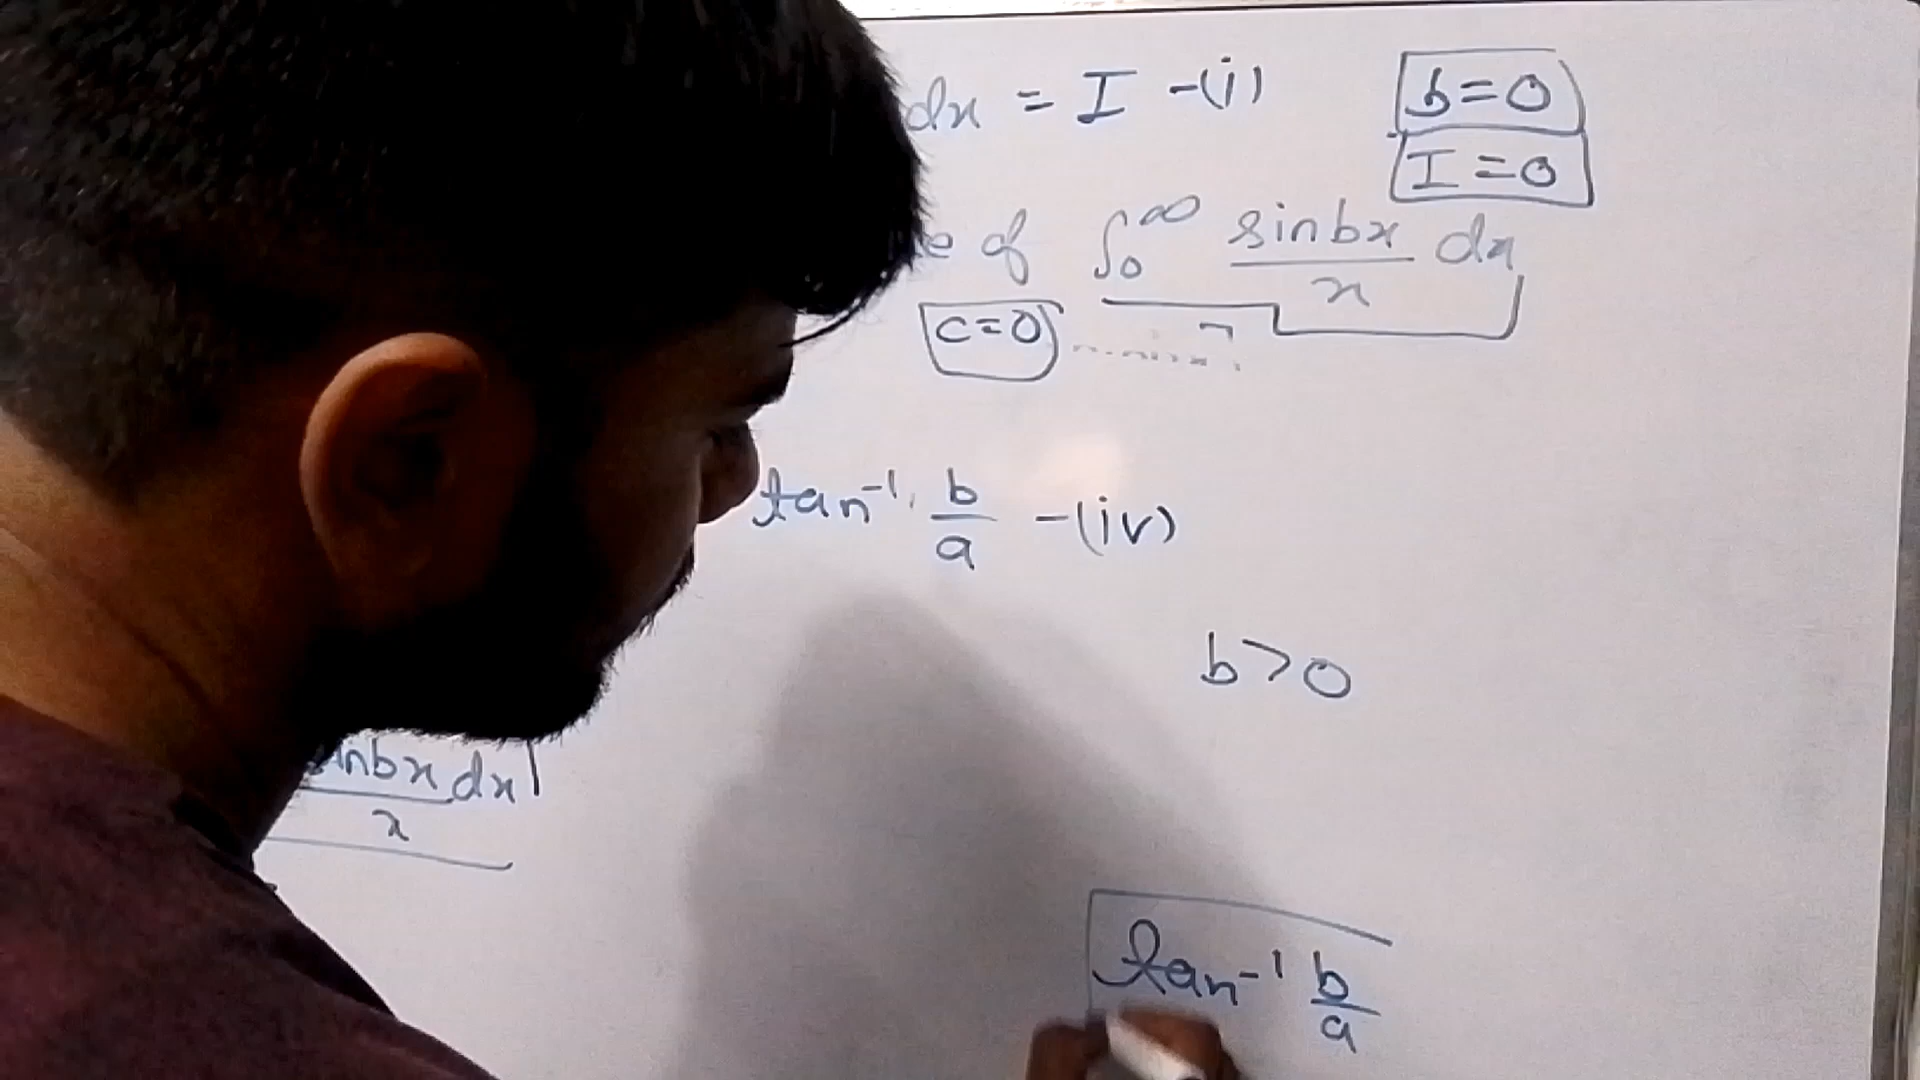 dx = I -(i)
b=0
I=0
of ∫₀^∞ sinbx/x dx
c=0
tan⁻¹ b/a -(iv)
b>0
inbx/x dx
tan⁻¹ b/a